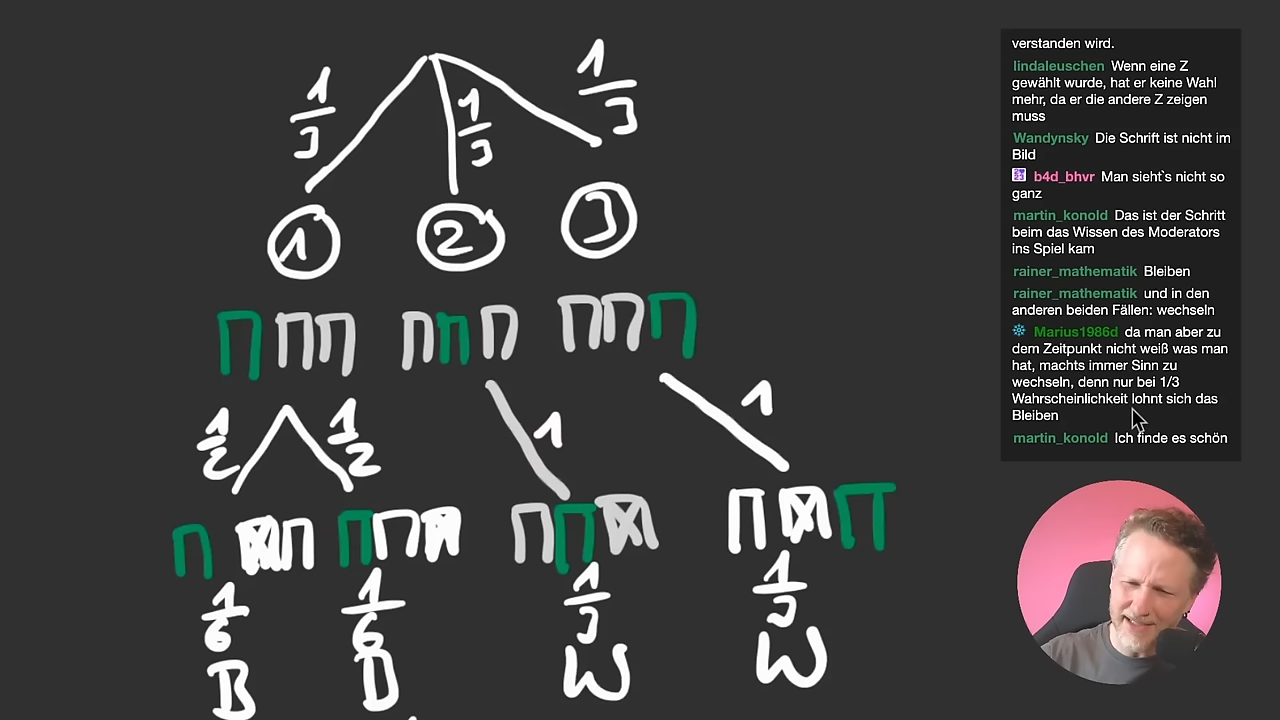 1/3 1/3 1/3
1 2 3
1/2 1/2 1 1
1/6 1/6 1/3 1/3
B B W W
verstanden wird.
lindaleuschen Wenn eine Z
gewählt wurde, hat er keine Wahl
mehr, da er die andere Z zeigen
muss
Wandynsky Die Schrift ist nicht im
Bild
b4d_bhvr Man sieht`s nicht so
ganz
martin_konold Das ist der Schritt
beim das Wissen des Moderators
ins Spiel kam
rainer_mathematik Bleiben
rainer_mathematik und in den
anderen beiden Fällen: wechseln
Marius1986d da man aber zu
dem Zeitpunkt nicht weiß was man
hat, machts immer Sinn zu
wechseln, denn nur bei 1/3
Wahrscheinlichkeit lohnt sich das
Bleiben
martin_konold Ich finde es schön